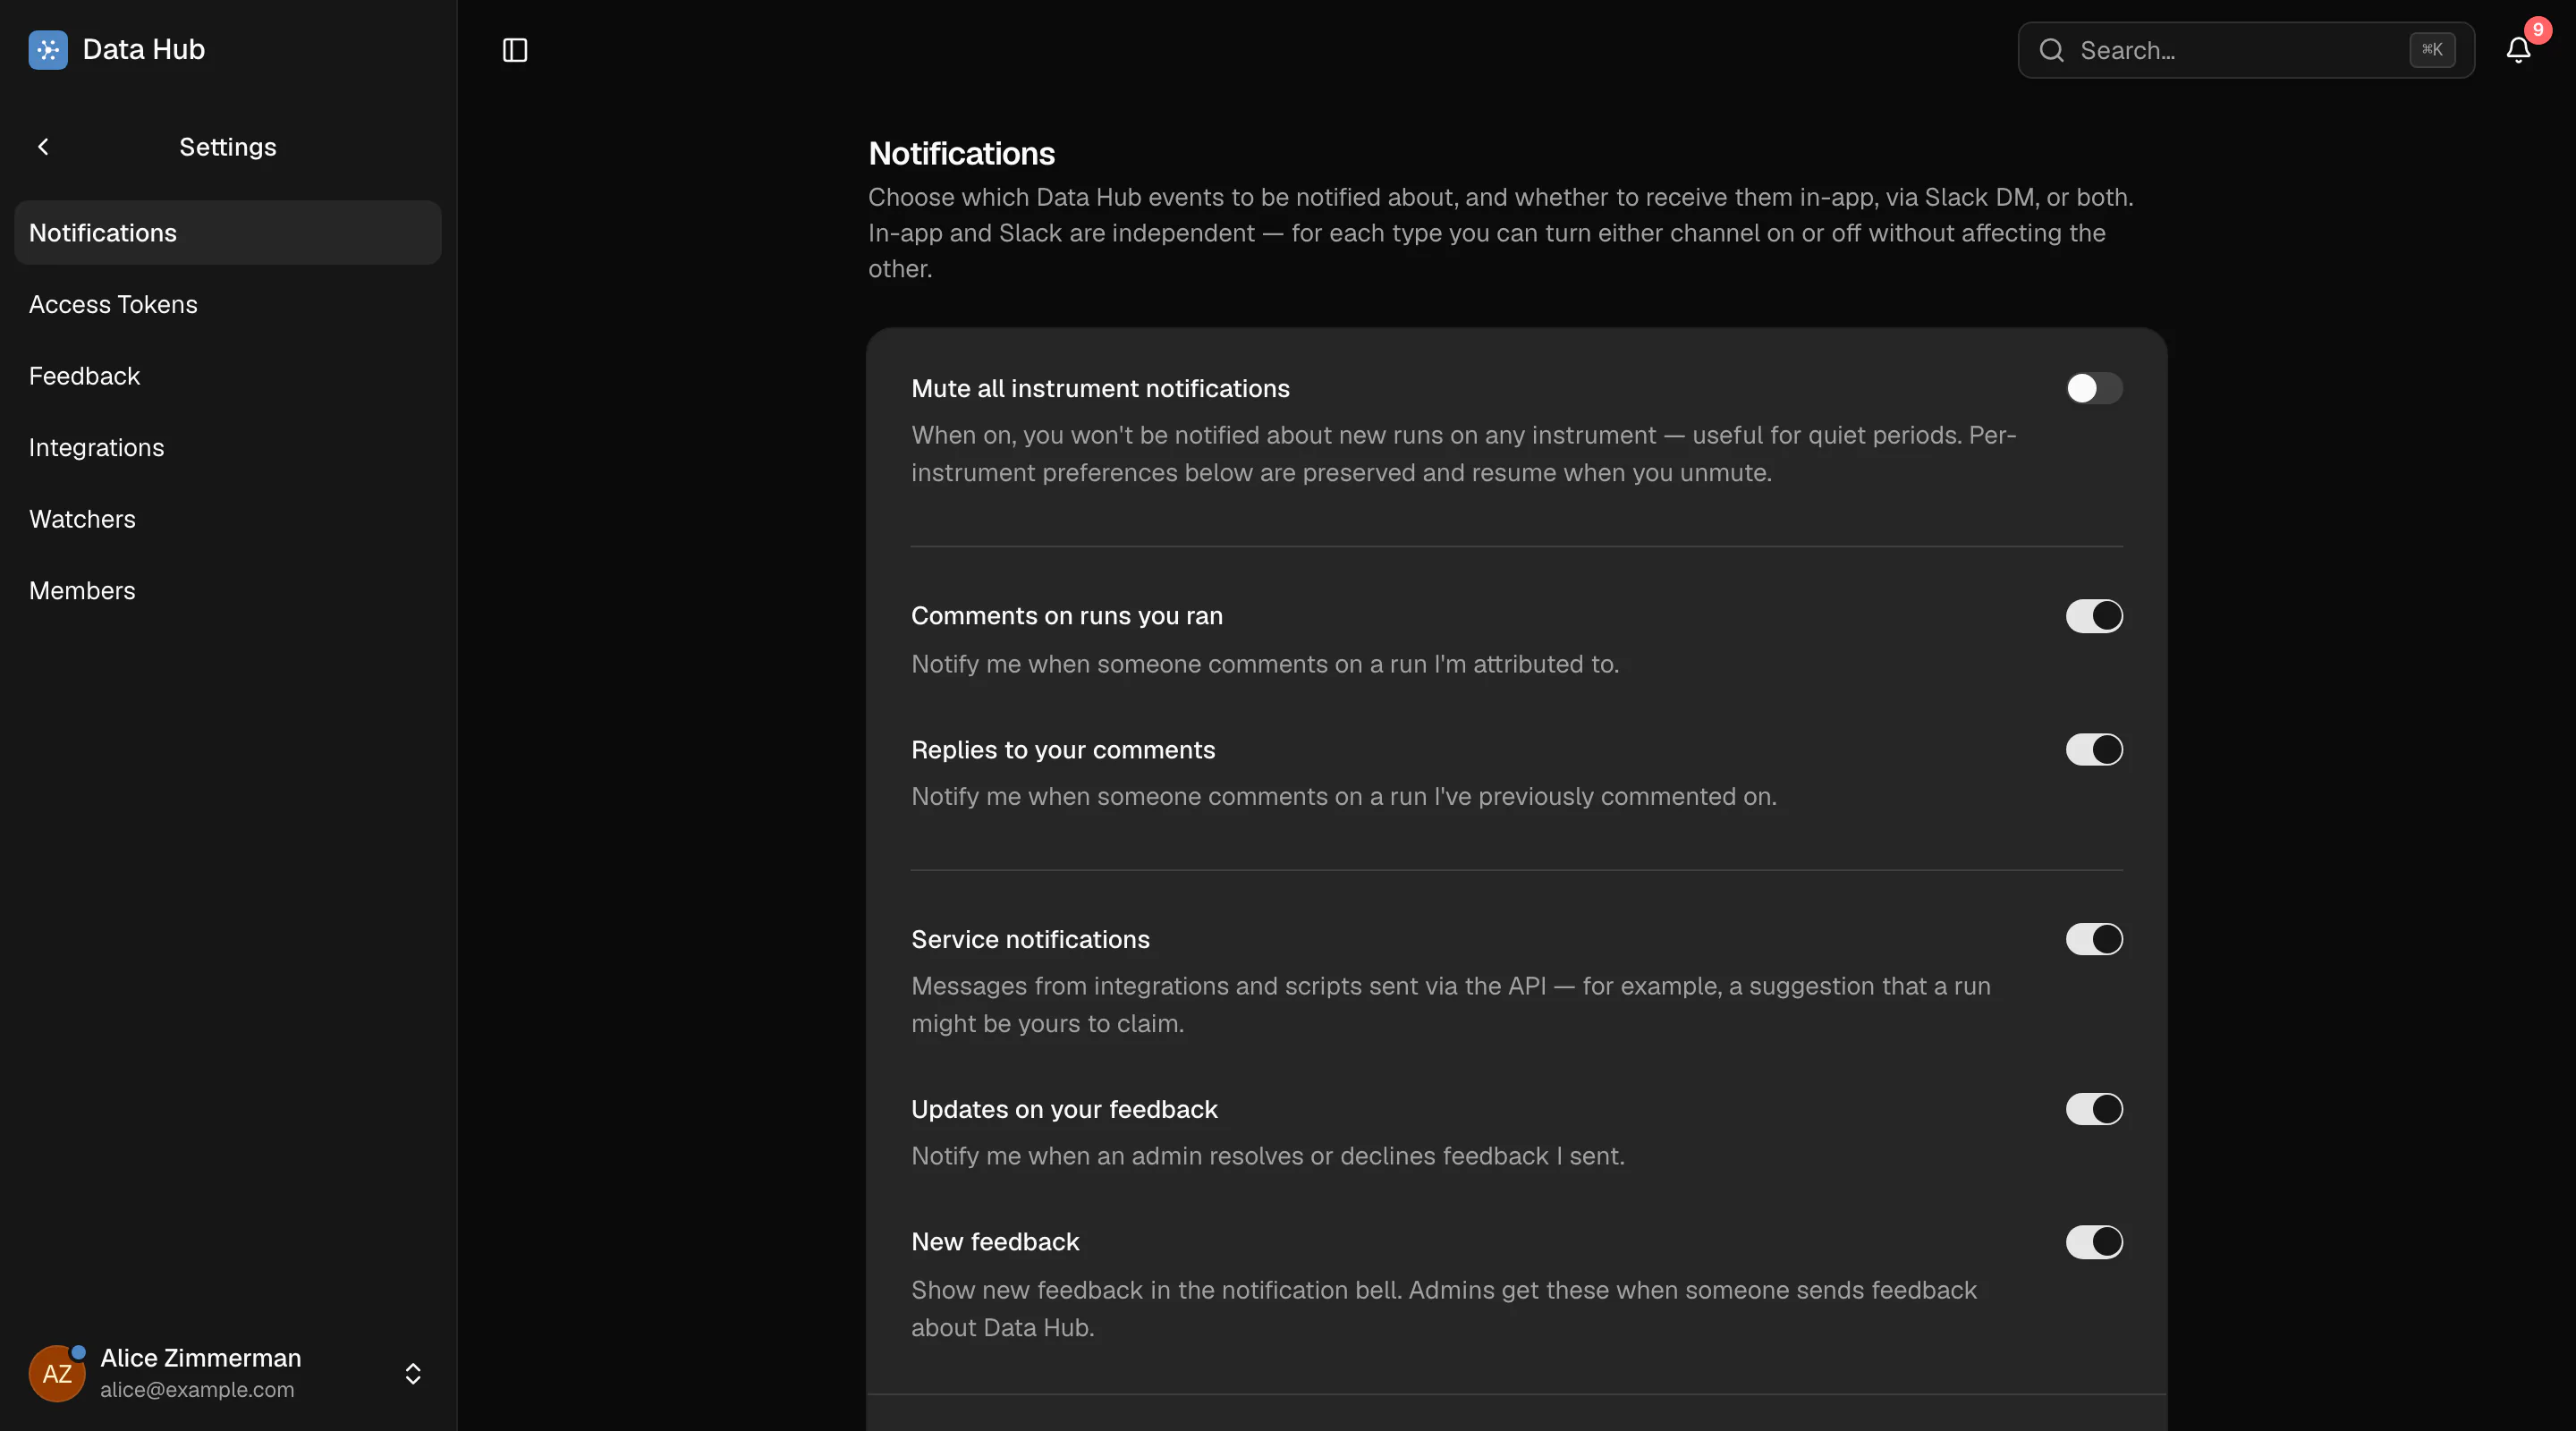 Data Hub
Settings
Notifications
Access Tokens
Feedback
Integrations
Watchers
Members
AZ
Alice Zimmerman
alice@example.com
Search...
⌘K
9
Notifications
Choose which Data Hub events to be notified about, and whether to receive them in-app, via Slack DM, or both.
In-app and Slack are independent — for each type you can turn either channel on or off without affecting the
other.
Mute all instrument notifications
When on, you won't be notified about new runs on any instrument — useful for quiet periods. Per-
instrument preferences below are preserved and resume when you unmute.
Comments on runs you ran
Notify me when someone comments on a run I'm attributed to.
Replies to your comments
Notify me when someone comments on a run I've previously commented on.
Service notifications
Messages from integrations and scripts sent via the API — for example, a suggestion that a run
might be yours to claim.
Updates on your feedback
Notify me when an admin resolves or declines feedback I sent.
New feedback
Show new feedback in the notification bell. Admins get these when someone sends feedback
about Data Hub.